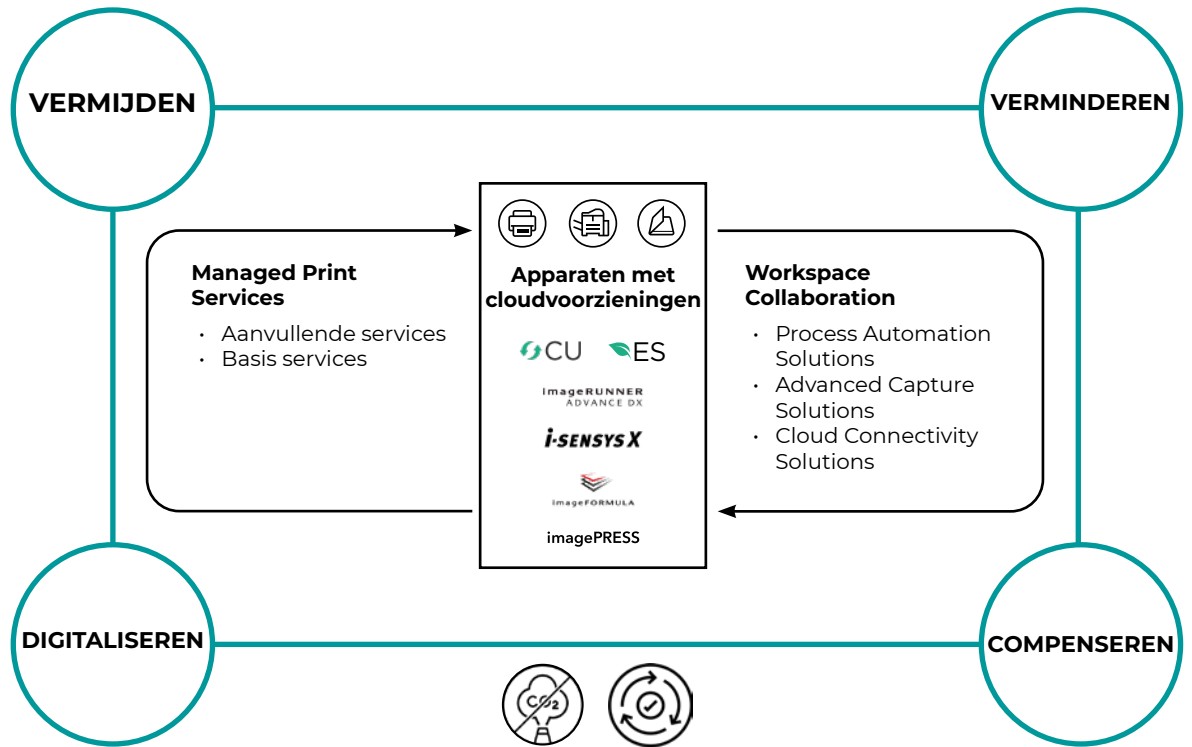 VERMIJDEN
VERMINDEREN
Managed Print
Services
• Aanvullende services
• Basis services
Apparaten met
cloudvoorzieningen
CU
ES
imageRUNNER
ADVANCE DX
i-SENSYS X
imageFORMULA
imagePRESS
Workspace
Collaboration
• Process Automation
Solutions
• Advanced Capture
Solutions
• Cloud Connectivity
Solutions
DIGITALISEREN
COMPENSEREN
CO2